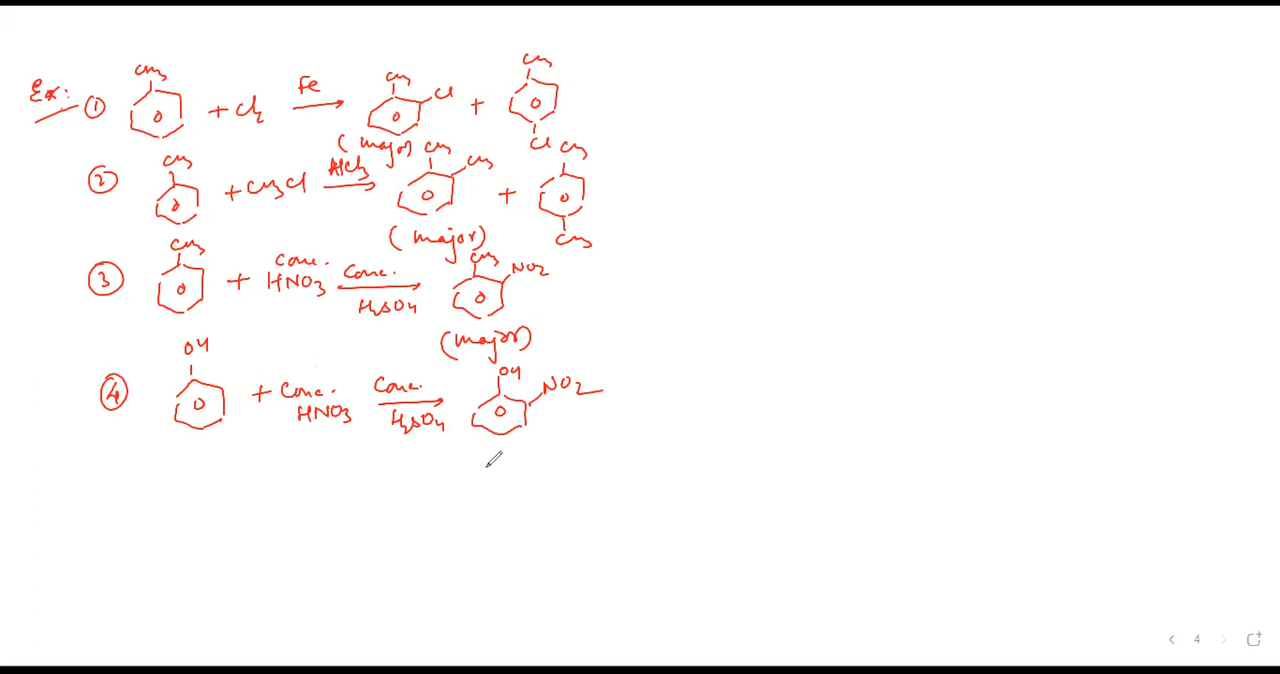 Ex: ① CH3 + Cl2 Fe → CH3 Cl + CH3 Cl
(major)
② CH3 + CH3Cl AlCl3 → CH3 CH3 + CH3 CH3
(major)
③ CH3 + Conc. HNO3 Conc. H2SO4 → CH3 NO2
(major)
④ OH + Conc. HNO3 Conc. H2SO4 → OH NO2
4